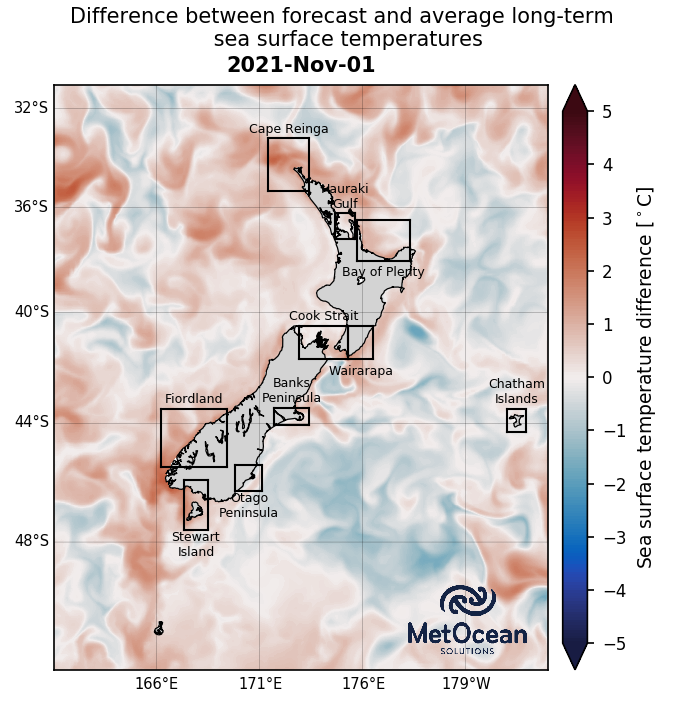 Difference between forecast and average long-term
sea surface temperatures
2021-Nov-01
32°S
36°S
40°S
44°S
48°S
Cape Reinga
Hauraki
Gulf
Bay of Plenty
Cook Strait
Wairarapa
Banks
Peninsula
Chatham
Islands
Fiordland
Otago
Peninsula
Stewart
Island
MetOcean
SOLUTIONS
166°E
171°E
176°E
179°W
5
4
3
2
1
0
−1
−2
−3
−4
−5
Sea surface temperature difference [°C]